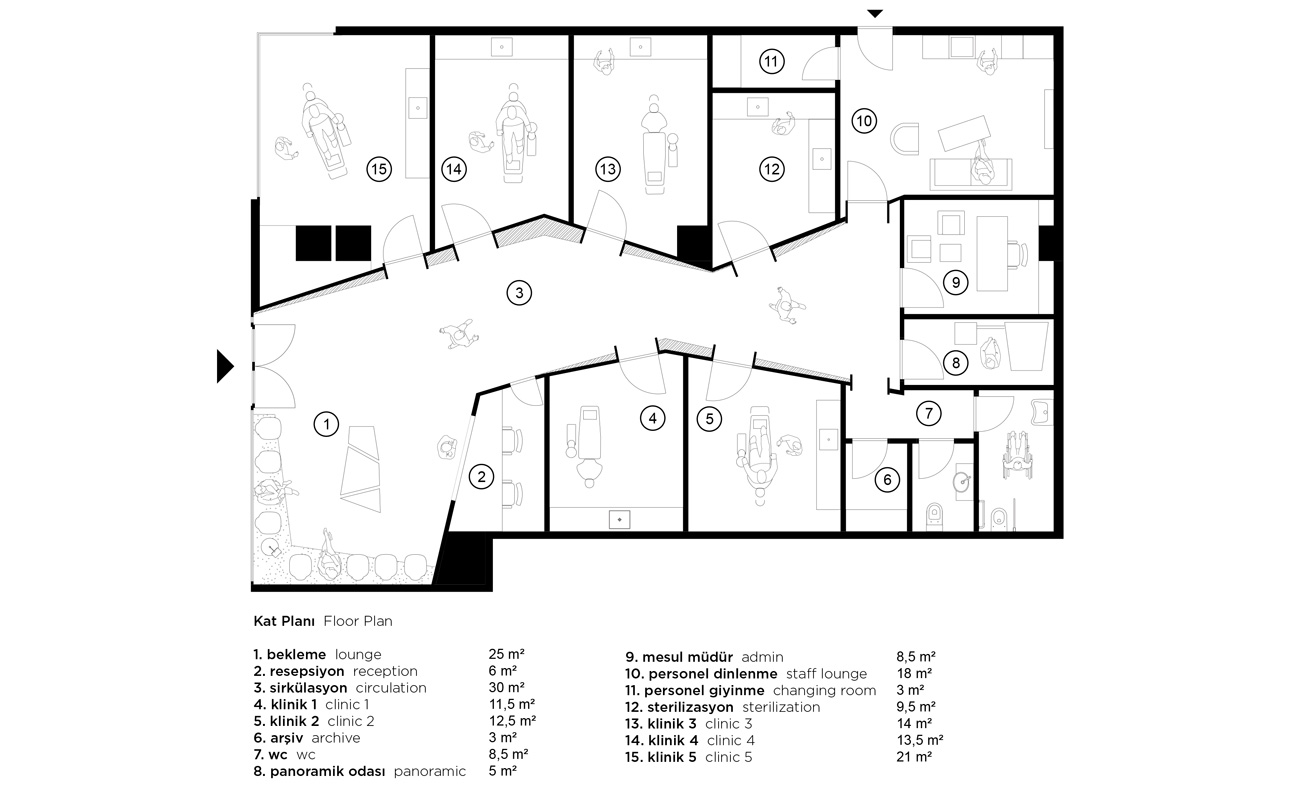 11
10
15
14
13
12
3
9
8
1
4
5
7
2
6
Kat Planı Floor Plan
1. bekleme lounge 25 m²
2. resepsiyon reception 6 m²
3. sirkülasyon circulation 30 m²
4. klinik 1 clinic 1 11,5 m²
5. klinik 2 clinic 2 12,5 m²
6. arşiv archive 3 m²
7. wc wc 8,5 m²
8. panoramik odası panoramic 5 m²
9. mesul müdür admin 8,5 m²
10. personel dinlenme staff lounge 18 m²
11. personel giyinme changing room 3 m²
12. sterilizasyon sterilization 9,5 m²
13. klinik 3 clinic 3 14 m²
14. klinik 4 clinic 4 13,5 m²
15. klinik 5 clinic 5 21 m²